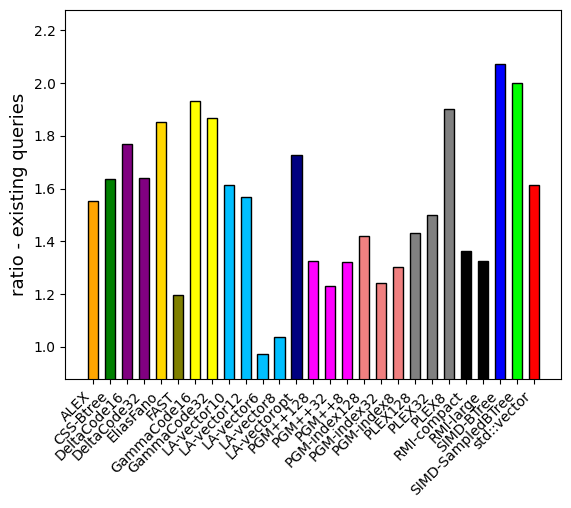 ratio - existing queries
2.2
2.0
1.8
1.6
1.4
1.2
1.0
ALEX
CSS-Btree
DeltaCode16
DeltaCode32
EliasFano
FAST
GammaCode16
GammaCode32
LA-vector10
LA-vector12
LA-vector6
LA-vector8
LA-vectoropt
PGM++128
PGM++32
PGM++8
PGM-index128
PGM-index32
PGM-index8
PLEX128
PLEX32
PLEX8
RMI-compact
RMI-large
SIMD-BTree
SIMD-SampledBTree
std::vector